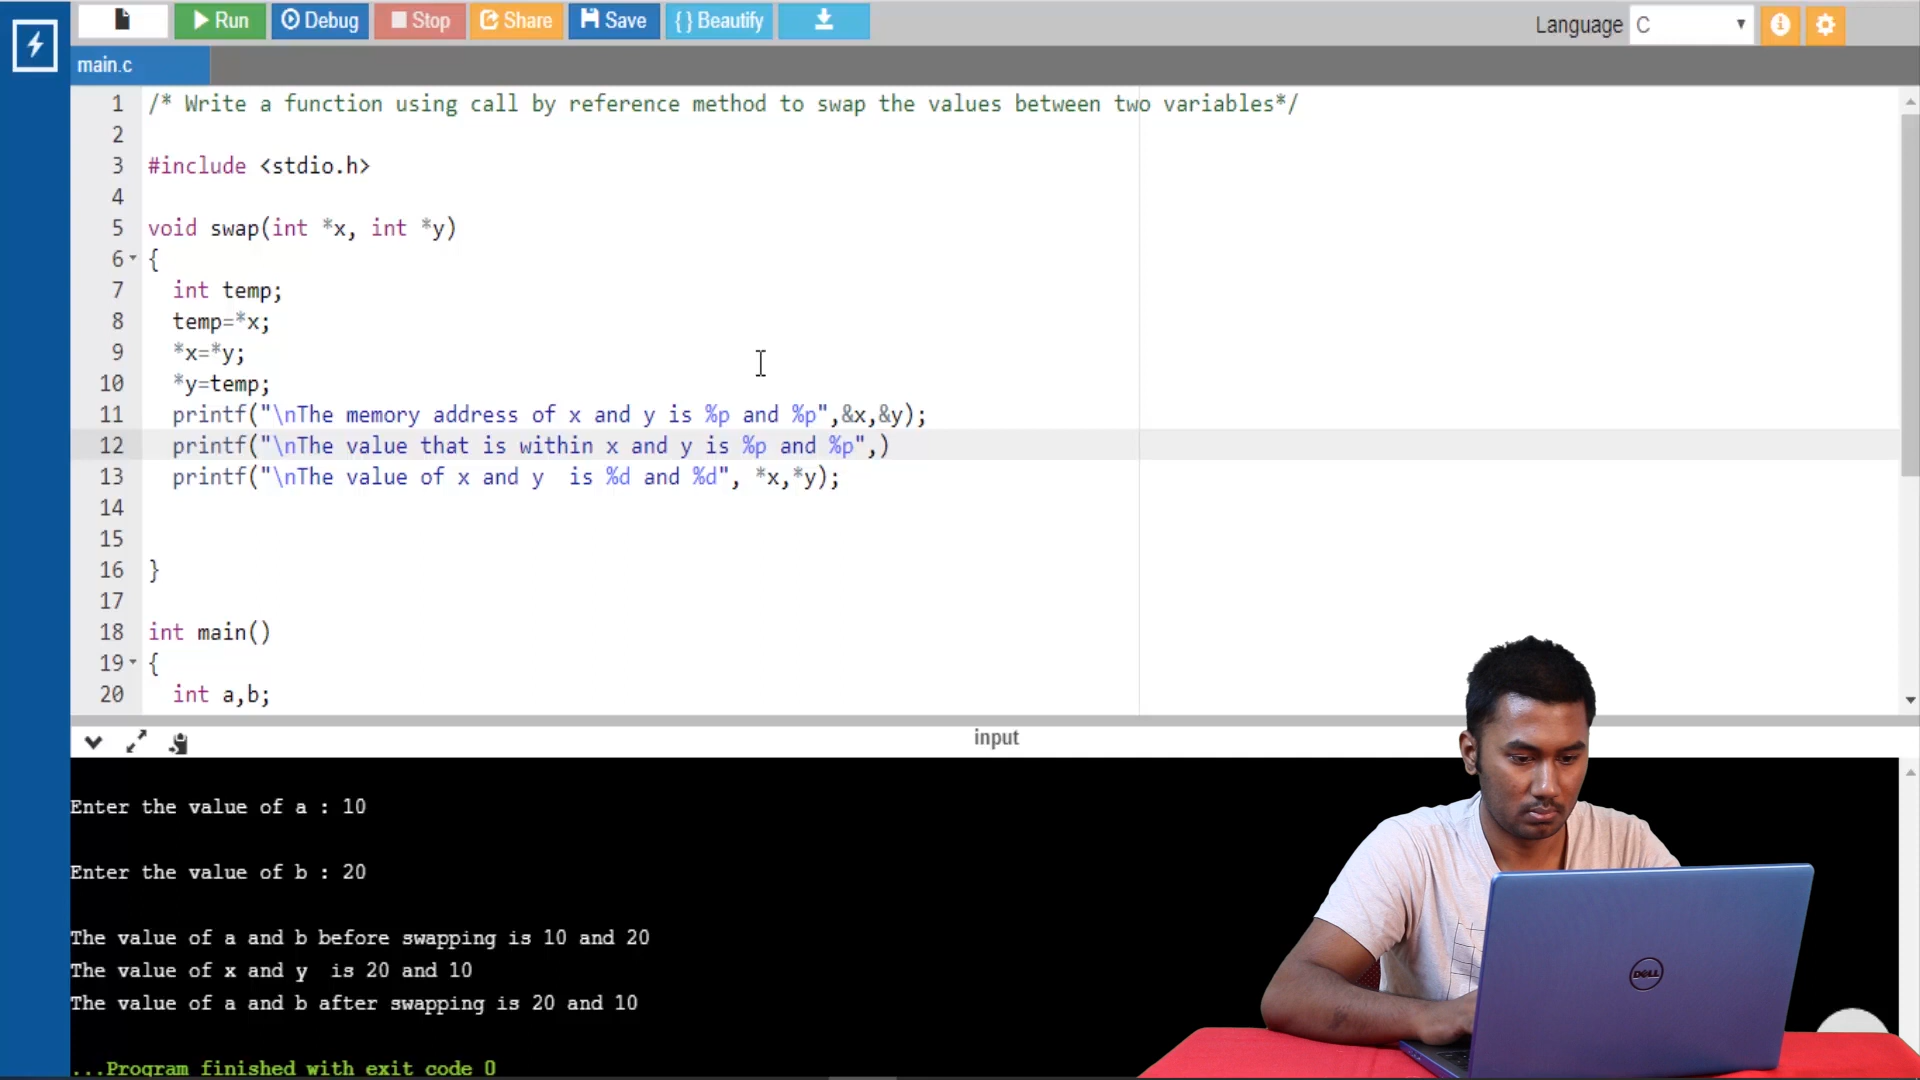 Run Debug Stop Share Save { } Beautify Language C
main.c
1 /* Write a function using call by reference method to swap the values between two variables*/
2
3 #include <stdio.h>
4
5 void swap(int *x, int *y)
6 {
7 int temp;
8 temp=*x;
9 *x=*y;
10 *y=temp;
11 printf("\nThe memory address of x and y is %p and %p",&x,&y);
12 printf("\nThe value that is within x and y is %p and %p",)
13 printf("\nThe value of x and y  is %d and %d", *x,*y);
14
15
16 }
17
18 int main()
19 {
20 int a,b;
input
Enter the value of a : 10
Enter the value of b : 20
The value of a and b before swapping is 10 and 20
The value of x and y  is 20 and 10
The value of a and b after swapping is 20 and 10
...Program finished with exit code 0
DELL